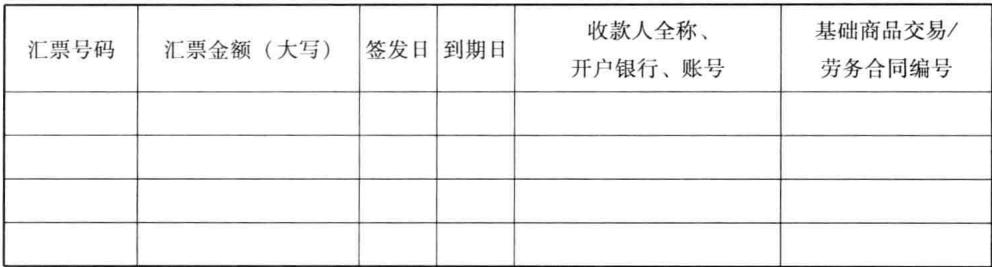 汇票号码
汇票金额（大写）
签发日
到期日
收款人全称、
开户银行、账号
基础商品交易/
劳务合同编号